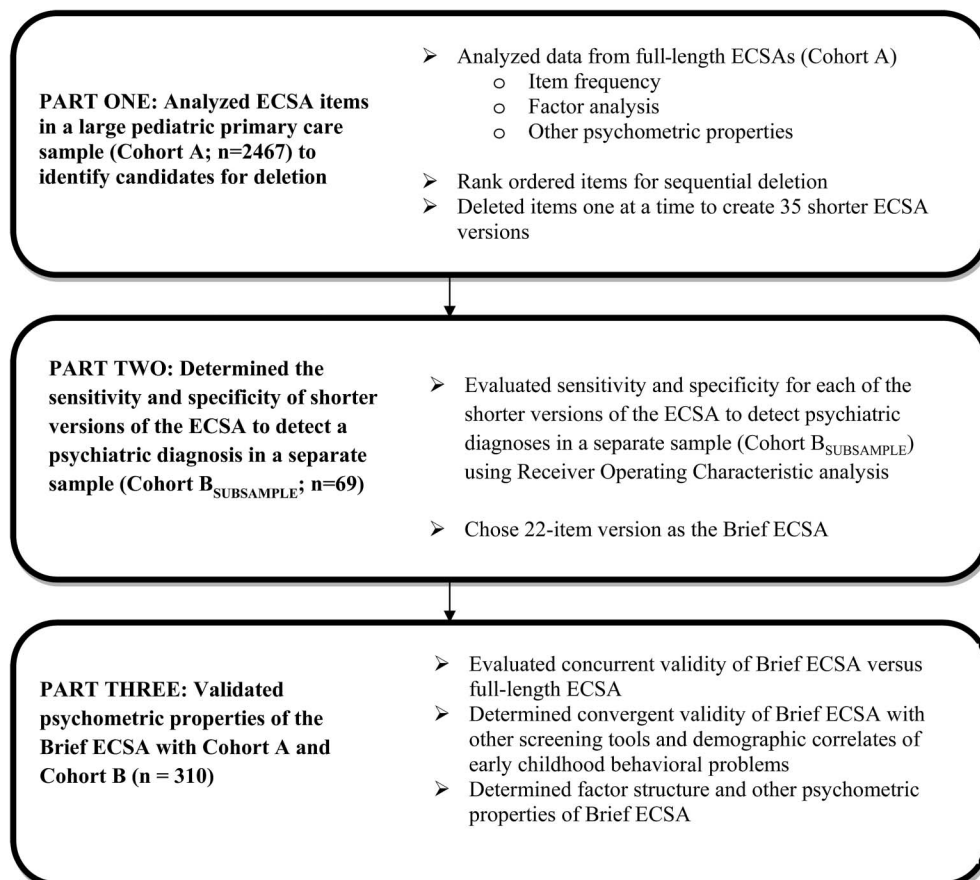 PART ONE: Analyzed ECSA items
in a large pediatric primary care
sample (Cohort A; n=2467) to
identify candidates for deletion
➢ Analyzed data from full-length ECSAs (Cohort A)
o Item frequency
o Factor analysis
o Other psychometric properties
➢ Rank ordered items for sequential deletion
➢ Deleted items one at a time to create 35 shorter ECSA
versions
PART TWO: Determined the
sensitivity and specificity of shorter
versions of the ECSA to detect a
psychiatric diagnosis in a separate
sample (Cohort BSUBSAMPLE; n=69)
➢ Evaluated sensitivity and specificity for each of the
shorter versions of the ECSA to detect psychiatric
diagnoses in a separate sample (Cohort BSUBSAMPLE)
using Receiver Operating Characteristic analysis
➢ Chose 22-item version as the Brief ECSA
PART THREE: Validated
psychometric properties of the
Brief ECSA with Cohort A and
Cohort B (n = 310)
➢ Evaluated concurrent validity of Brief ECSA versus
full-length ECSA
➢ Determined convergent validity of Brief ECSA with
other screening tools and demographic correlates of
early childhood behavioral problems
➢ Determined factor structure and other psychometric
properties of Brief ECSA